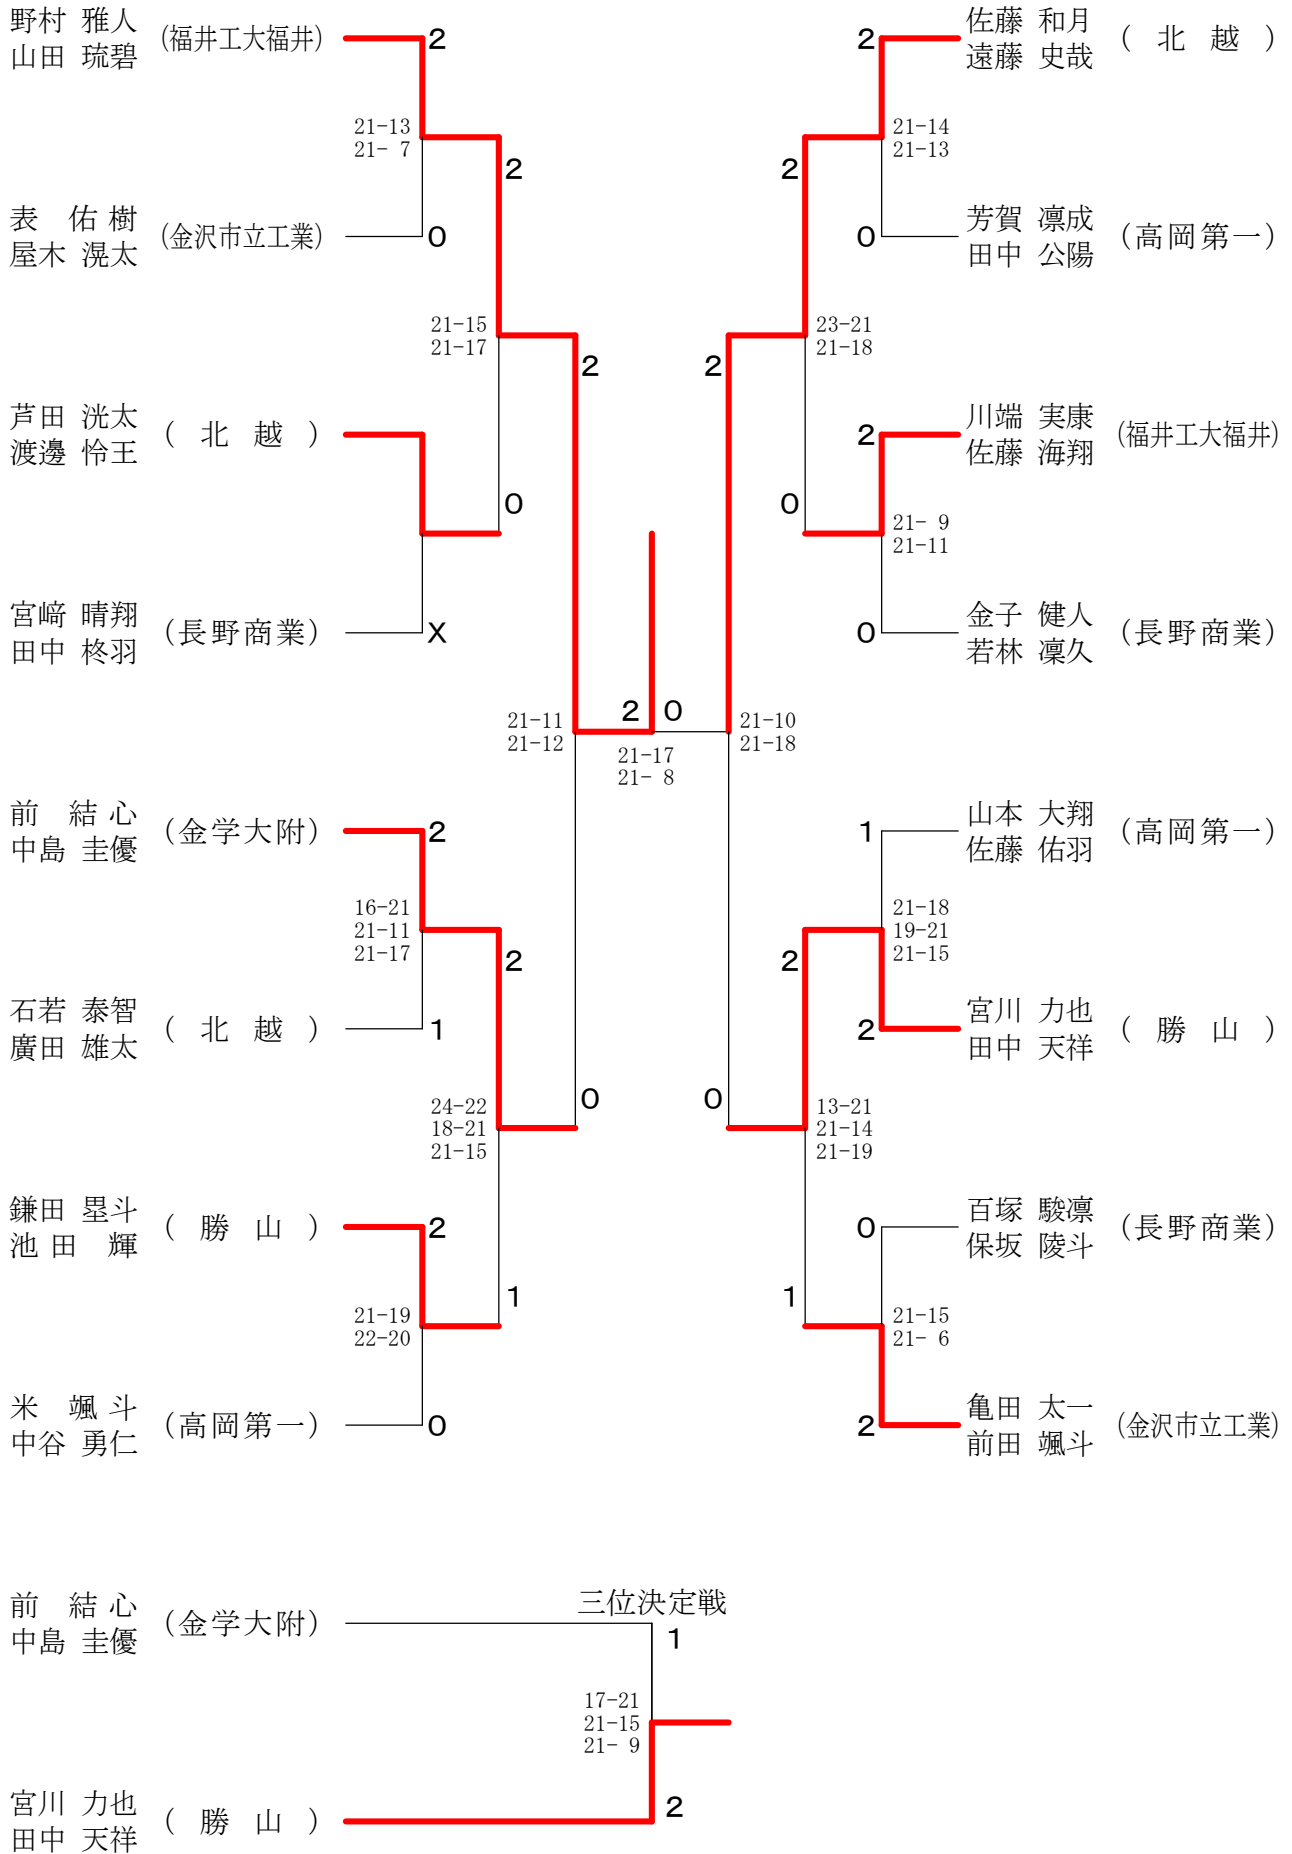 野村 雅人
山田 琉碧
(福井工大福井)
2
21-13
21- 7
表 佑樹
屋木 滉太
(金沢市立工業)
0
2
21-15
21-17
芦田 洸太
渡邊 怜王
( 北 越 )
0
宮﨑 晴翔
田中 柊羽
(長野商業)
X
2
21-11
21-12
前 結心
中島 圭優
(金学大附)
2
16-21
21-11
21-17
石若 泰智
廣田 雄太
( 北 越 )
1
2
24-22
18-21
21-15
0
鎌田 塁斗
池田 輝
( 勝 山 )
2
21-19
22-20
1
米 颯斗
中谷 勇仁
(高岡第一)
0
2 0
21-17
21- 8
佐藤 和月
遠藤 史哉
( 北 越 )
2
21-14
21-13
芳賀 凛成
田中 公陽
(高岡第一)
0
2
23-21
21-18
川端 実康
佐藤 海翔
(福井工大福井)
2
0
21- 9
21-11
金子 健人
若林 凜久
(長野商業)
0
2
21-10
21-18
山本 大翔
佐藤 佑羽
(高岡第一)
1
21-18
19-21
21-15
宮川 力也
田中 天祥
( 勝 山 )
2
2
0
13-21
21-14
21-19
百塚 駿凛
保坂 陵斗
(長野商業)
0
1
21-15
21- 6
亀田 太一
前田 颯斗
(金沢市立工業)
2
三位決定戦
前 結心
中島 圭優
(金学大附)
1
17-21
21-15
21- 9
宮川 力也
田中 天祥
( 勝 山 )
2